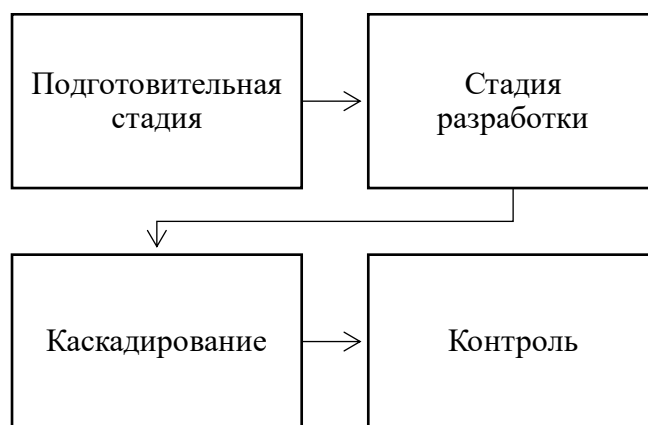 Подготовительная
стадия
Стадия
разработки
Каскадирование
Контроль